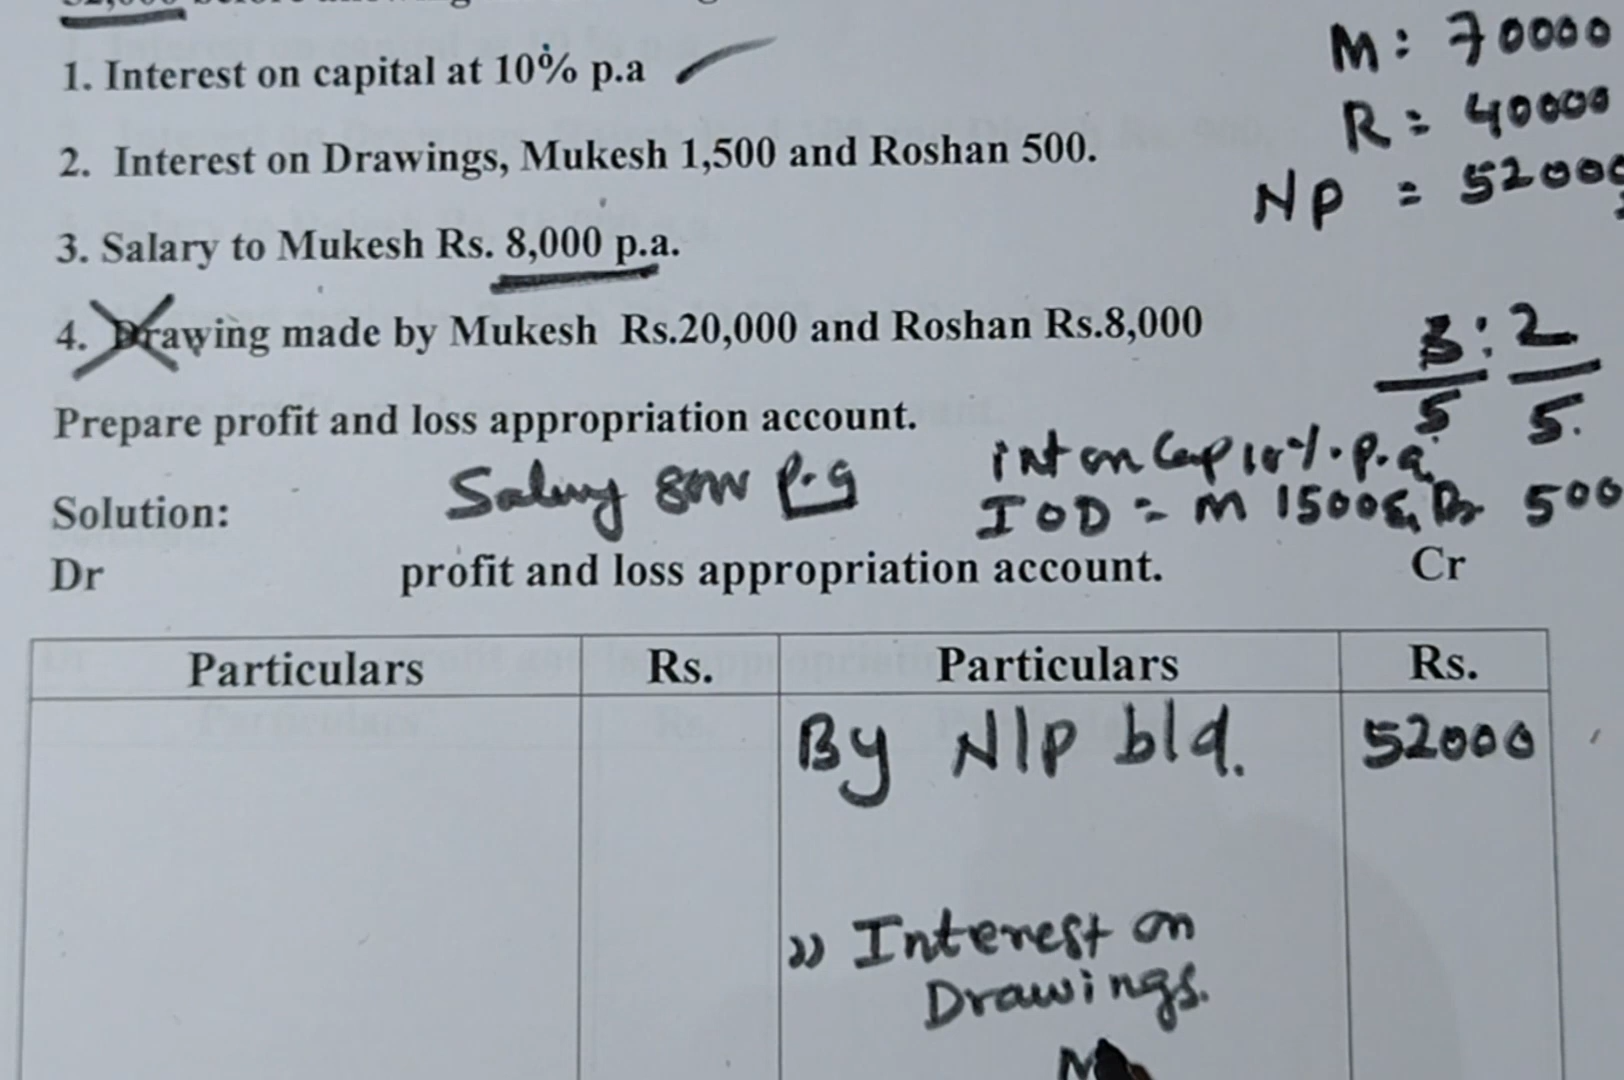 1. Interest on capital at 10% p.a
2. Interest on Drawings, Mukesh 1,500 and Roshan 500.
3. Salary to Mukesh Rs. 8,000 p.a.
4. Drawing made by Mukesh Rs.20,000 and Roshan Rs.8,000
Prepare profit and loss appropriation account.
M: 70000
R: 40000
NP = 52000
3 : 2
5 5.
int on Cap 10% p.a
Salary p.a
IOD = M 1500 & R 500
Solution:
Dr profit and loss appropriation account. Cr
Particulars Rs. Particulars Rs.
By N/p b/d. 52000
" Interest on
Drawings.